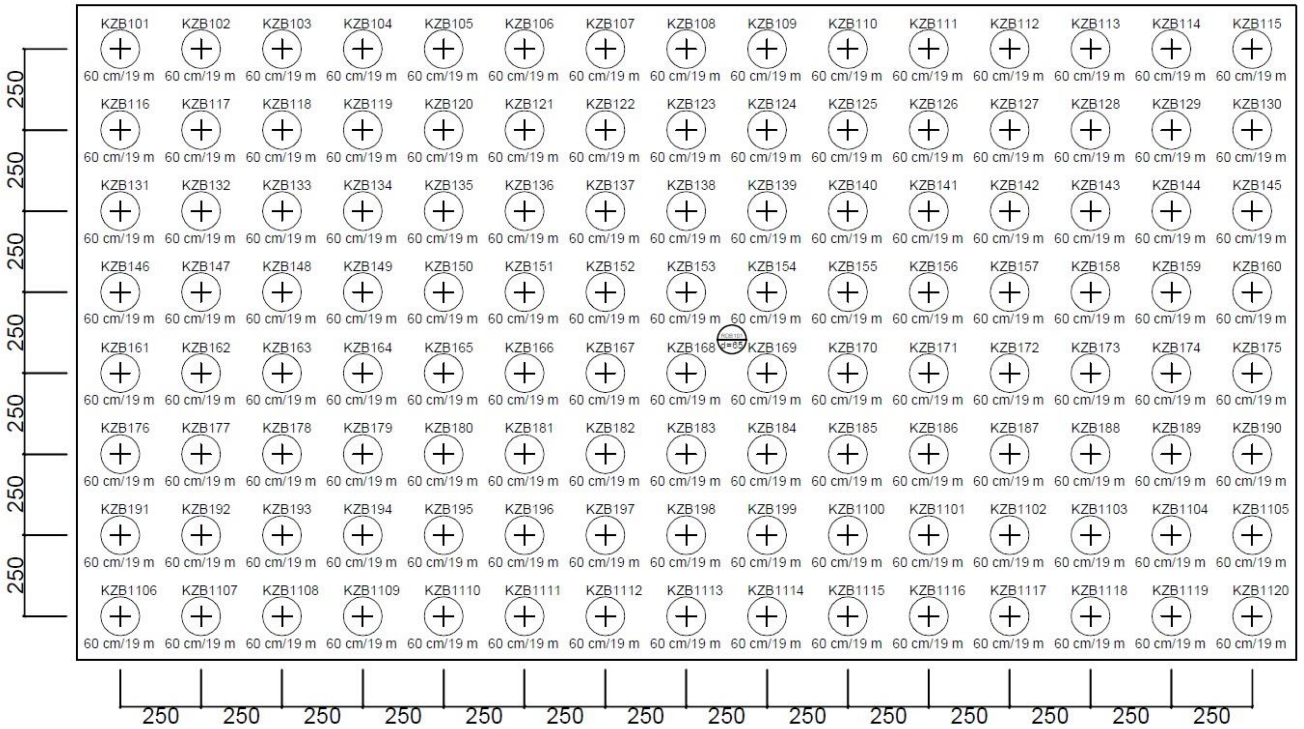 KZB101 KZB102 KZB103 KZB104 KZB105 KZB106 KZB107 KZB108 KZB109 KZB110 KZB111 KZB112 KZB113 KZB114 KZB115
60 cm/19 m 60 cm/19 m 60 cm/19 m 60 cm/19 m 60 cm/19 m 60 cm/19 m 60 cm/19 m 60 cm/19 m 60 cm/19 m 60 cm/19 m 60 cm/19 m 60 cm/19 m 60 cm/19 m 60 cm/19 m 60 cm/19 m
250
KZB116 KZB117 KZB118 KZB119 KZB120 KZB121 KZB122 KZB123 KZB124 KZB125 KZB126 KZB127 KZB128 KZB129 KZB130
60 cm/19 m 60 cm/19 m 60 cm/19 m 60 cm/19 m 60 cm/19 m 60 cm/19 m 60 cm/19 m 60 cm/19 m 60 cm/19 m 60 cm/19 m 60 cm/19 m 60 cm/19 m 60 cm/19 m 60 cm/19 m 60 cm/19 m
250
KZB131 KZB132 KZB133 KZB134 KZB135 KZB136 KZB137 KZB138 KZB139 KZB140 KZB141 KZB142 KZB143 KZB144 KZB145
60 cm/19 m 60 cm/19 m 60 cm/19 m 60 cm/19 m 60 cm/19 m 60 cm/19 m 60 cm/19 m 60 cm/19 m 60 cm/19 m 60 cm/19 m 60 cm/19 m 60 cm/19 m 60 cm/19 m 60 cm/19 m 60 cm/19 m
250
KZB146 KZB147 KZB148 KZB149 KZB150 KZB151 KZB152 KZB153 KZB154 KZB155 KZB156 KZB157 KZB158 KZB159 KZB160
60 cm/19 m 60 cm/19 m 60 cm/19 m 60 cm/19 m 60 cm/19 m 60 cm/19 m 60 cm/19 m 60 cm/19 m 60 cm/19 m 60 cm/19 m 60 cm/19 m 60 cm/19 m 60 cm/19 m 60 cm/19 m 60 cm/19 m
250
d=65
KZB161 KZB162 KZB163 KZB164 KZB165 KZB166 KZB167 KZB168 KZB169 KZB170 KZB171 KZB172 KZB173 KZB174 KZB175
60 cm/19 m 60 cm/19 m 60 cm/19 m 60 cm/19 m 60 cm/19 m 60 cm/19 m 60 cm/19 m 60 cm/19 m 60 cm/19 m 60 cm/19 m 60 cm/19 m 60 cm/19 m 60 cm/19 m 60 cm/19 m 60 cm/19 m
250
KZB176 KZB177 KZB178 KZB179 KZB180 KZB181 KZB182 KZB183 KZB184 KZB185 KZB186 KZB187 KZB188 KZB189 KZB190
60 cm/19 m 60 cm/19 m 60 cm/19 m 60 cm/19 m 60 cm/19 m 60 cm/19 m 60 cm/19 m 60 cm/19 m 60 cm/19 m 60 cm/19 m 60 cm/19 m 60 cm/19 m 60 cm/19 m 60 cm/19 m 60 cm/19 m
250
KZB191 KZB192 KZB193 KZB194 KZB195 KZB196 KZB197 KZB198 KZB199 KZB1100 KZB1101 KZB1102 KZB1103 KZB1104 KZB1105
60 cm/19 m 60 cm/19 m 60 cm/19 m 60 cm/19 m 60 cm/19 m 60 cm/19 m 60 cm/19 m 60 cm/19 m 60 cm/19 m 60 cm/19 m 60 cm/19 m 60 cm/19 m 60 cm/19 m 60 cm/19 m 60 cm/19 m
250
KZB1106 KZB1107 KZB1108 KZB1109 KZB1110 KZB1111 KZB1112 KZB1113 KZB1114 KZB1115 KZB1116 KZB1117 KZB1118 KZB1119 KZB1120
60 cm/19 m 60 cm/19 m 60 cm/19 m 60 cm/19 m 60 cm/19 m 60 cm/19 m 60 cm/19 m 60 cm/19 m 60 cm/19 m 60 cm/19 m 60 cm/19 m 60 cm/19 m 60 cm/19 m 60 cm/19 m 60 cm/19 m
250 250 250 250 250 250 250 250 250 250 250 250 250 250